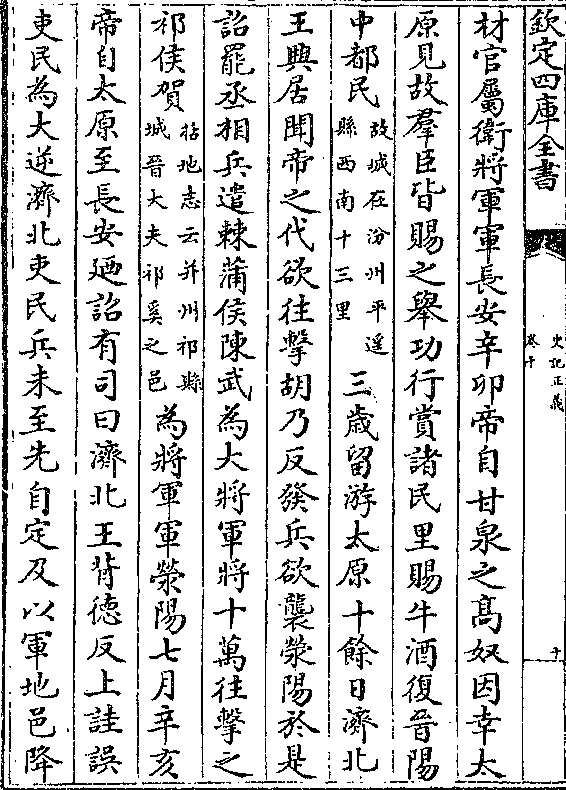 欽定四庫全書
史記正義
卷十
十
材官屬衛將軍軍長安辛卯帝自甘泉之髙奴因幸太
原見故羣臣皆賜之舉功行賞諸民里賜牛酒復晉陽
中都民故城在汾州平遥縣西南十三里三歳留游太原十餘日濟北
王興居聞帝之代欲往擊胡乃反發兵欲襲滎陽於是
詔罷丞相兵遣棘蒲侯陳武為大將軍將十萬往擊之
祁侯賀括地志云并州祁縣城晉大夫祁奚之邑為將軍軍滎陽七月辛亥
帝自太原至長安廼詔有司曰濟北王背德反上詿誤
吏民為大逆濟北吏民兵未至先自定及以軍地邑降